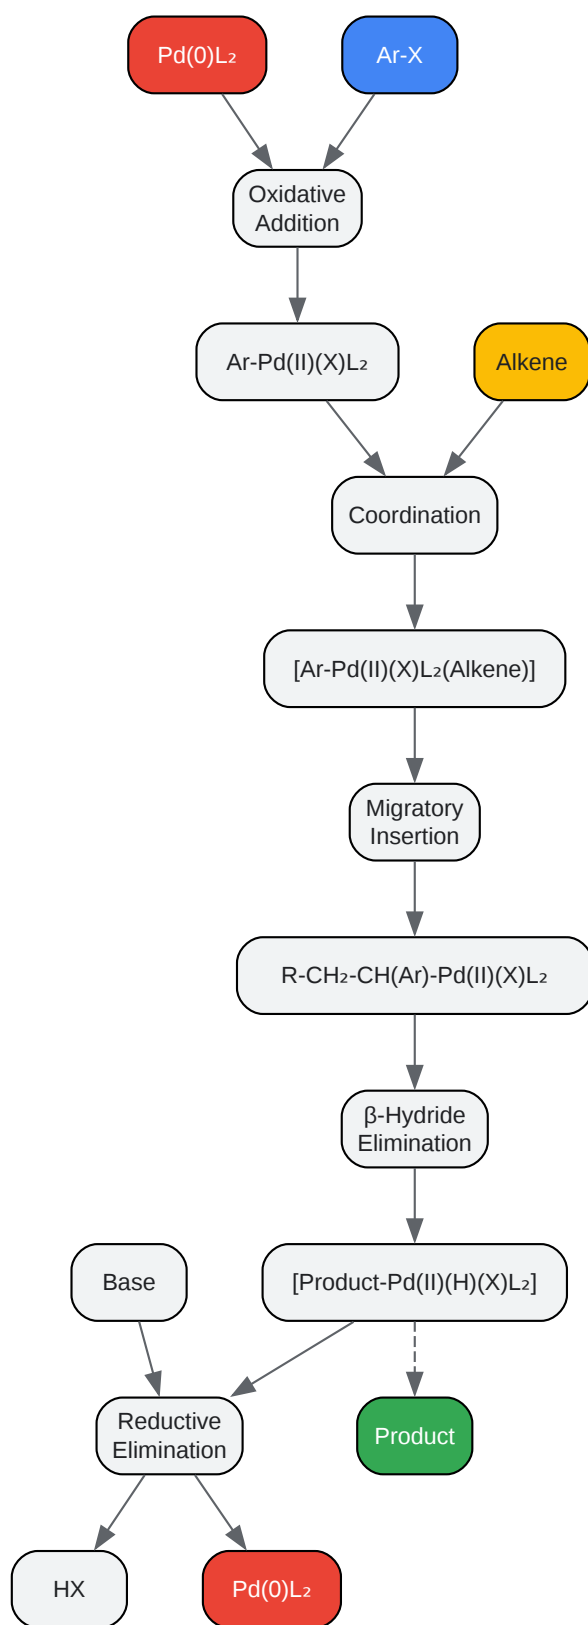 Pd(0)L₂
Ar-X
Oxidative
Addition
Ar-Pd(II)(X)L₂
Alkene
Coordination
[Ar-Pd(II)(X)L₂(Alkene)]
Migratory
Insertion
R-CH₂-CH(Ar)-Pd(II)(X)L₂
β-Hydride
Elimination
Base
[Product-Pd(II)(H)(X)L₂]
Reductive
Elimination
Product
HX
Pd(0)L₂